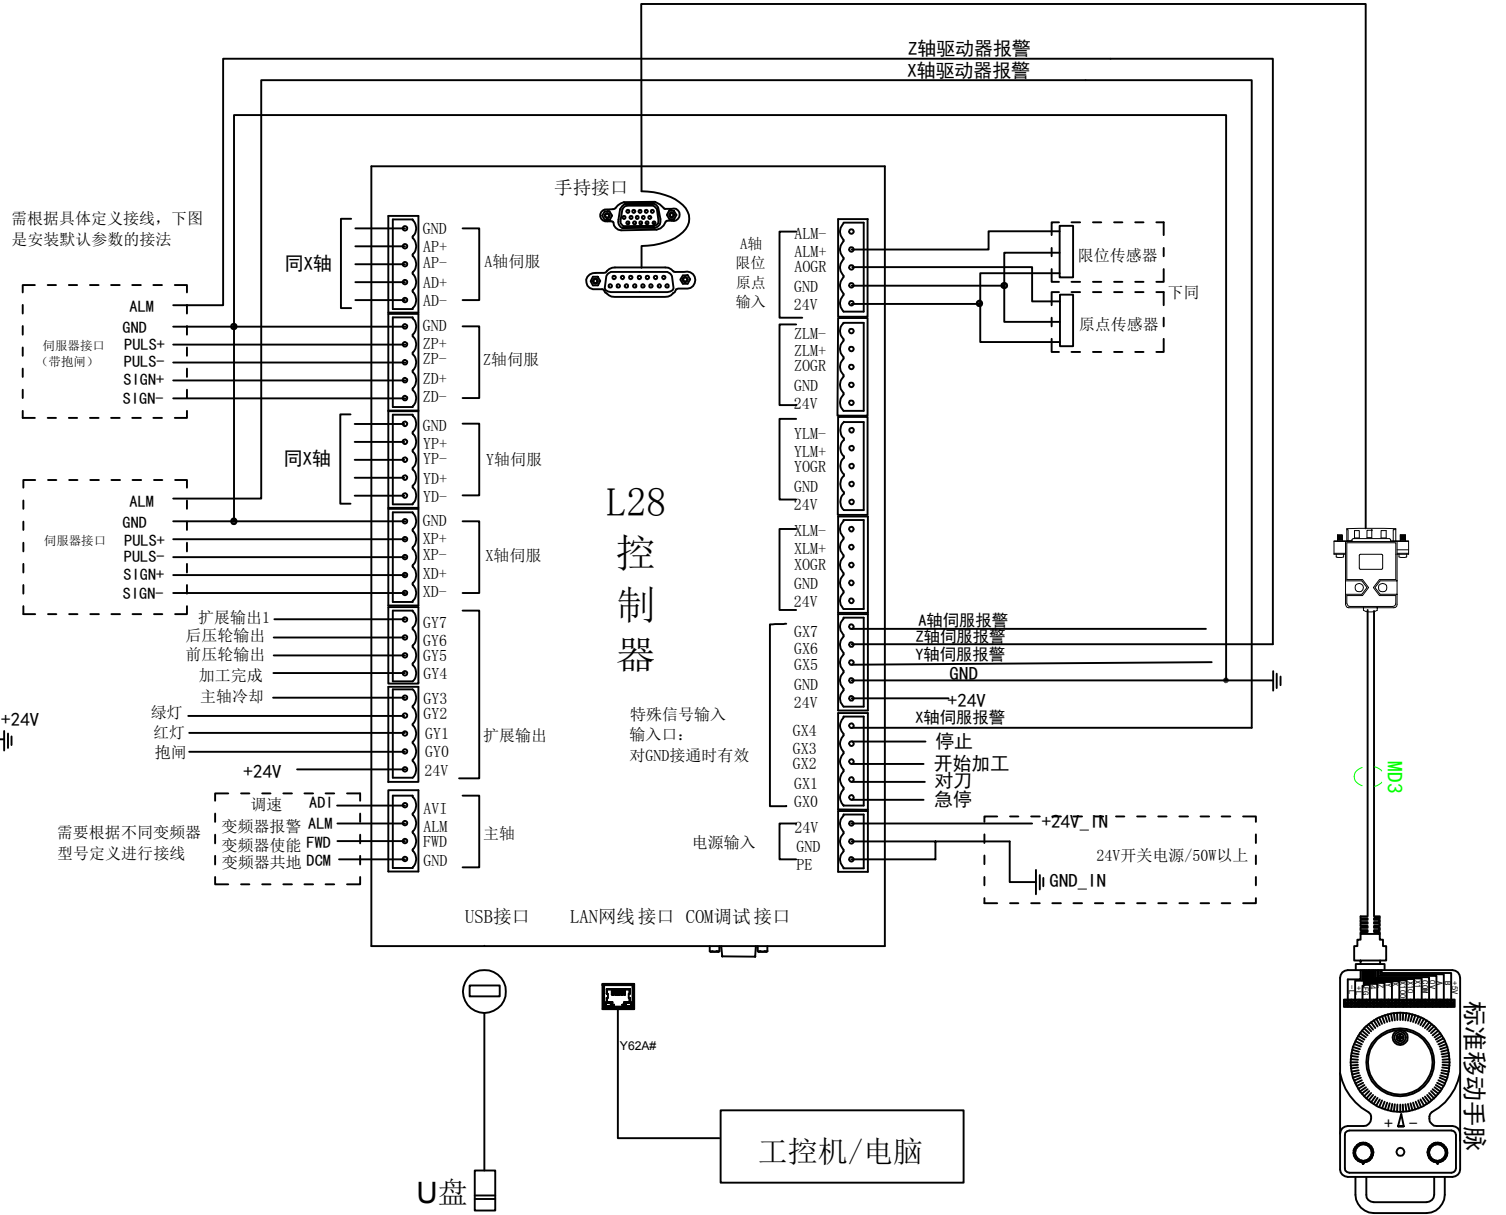 Z轴驱动器报警
X轴驱动器报警
手持接口
需根据具体定义接线，下图
是安装默认参数的接法
同X轴
GND
AP+
AP-
AD+
AD-
A轴伺服
ALM
GND
PULS+
PULS-
SIGN+
SIGN-
伺服器接口
（带抱闸）
GND
ZP+
ZP-
ZD+
ZD-
Z轴伺服
同X轴
GND
YP+
YP-
YD+
YD-
Y轴伺服
ALM
GND
PULS+
PULS-
SIGN+
SIGN-
伺服器接口
GND
XP+
XP-
XD+
XD-
X轴伺服
扩展输出1
后压轮输出
前压轮输出
加工完成
主轴冷却
绿灯
红灯
抱闸
+24V
+24V
GY7
GY6
GY5
GY4
GY3
GY2
GY1
GY0
24V
扩展输出
需要根据不同变频器
型号定义进行接线
调速 ADI
变频器报警 ALM
变频器使能 FWD
变频器共地 DCM
AVI
ALM
FWD
GND
主轴
L28
控
制
器
A轴
限位
原点
输入
ALM-
ALM+
AOGR
GND
24V
限位传感器
下同
原点传感器
ZLM-
ZLM+
ZOGR
GND
24V
YLM-
YLM+
YOGR
GND
24V
XLM-
XLM+
XOGR
GND
24V
GX7
GX6
GX5
GND
24V
A轴伺服报警
Z轴伺服报警
Y轴伺服报警
GND
+24V
X轴伺服报警
特殊信号输入
输入口：
对GND接通时有效
GX4
GX3
GX2
GX1
GX0
停止
开始加工
对刀
急停
电源输入
24V
GND
PE
+24V_IN
24V开关电源/50W以上
GND_IN
USB接口
LAN网线接口
COM调试接口
MD3
Y62A#
U盘
工控机/电脑
标准移动手脉
+
-